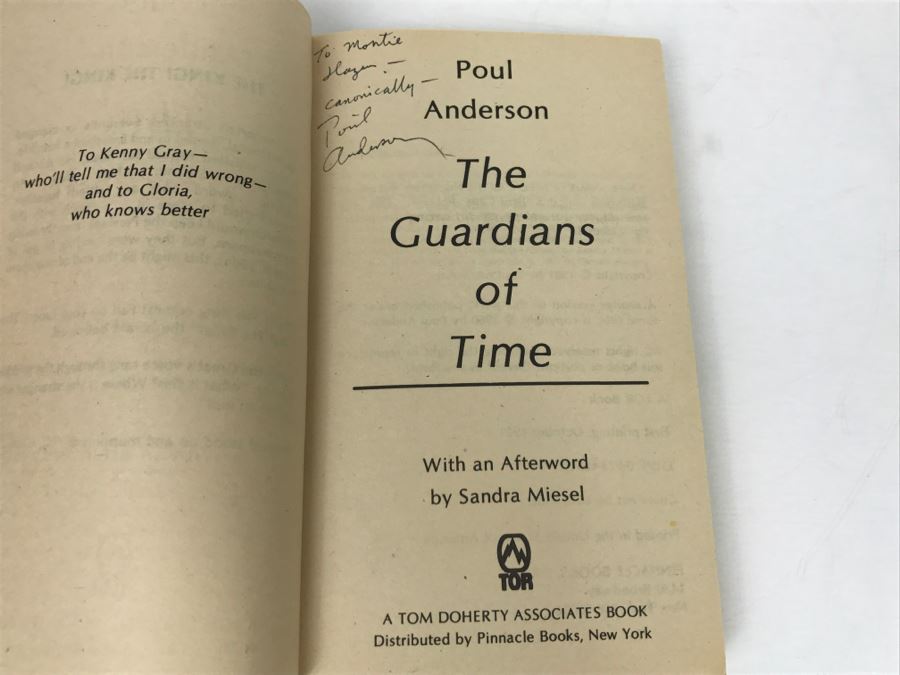 To Kenny Gray—
who'll tell me that I did wrong—
and to Gloria,
who knows better
To Montie
Hazen —
canonically —
Poul
Anderson
Poul
Anderson
The
Guardians
of
Time
With an Afterword
by Sandra Miesel
TOR
A TOM DOHERTY ASSOCIATES BOOK
Distributed by Pinnacle Books, New York